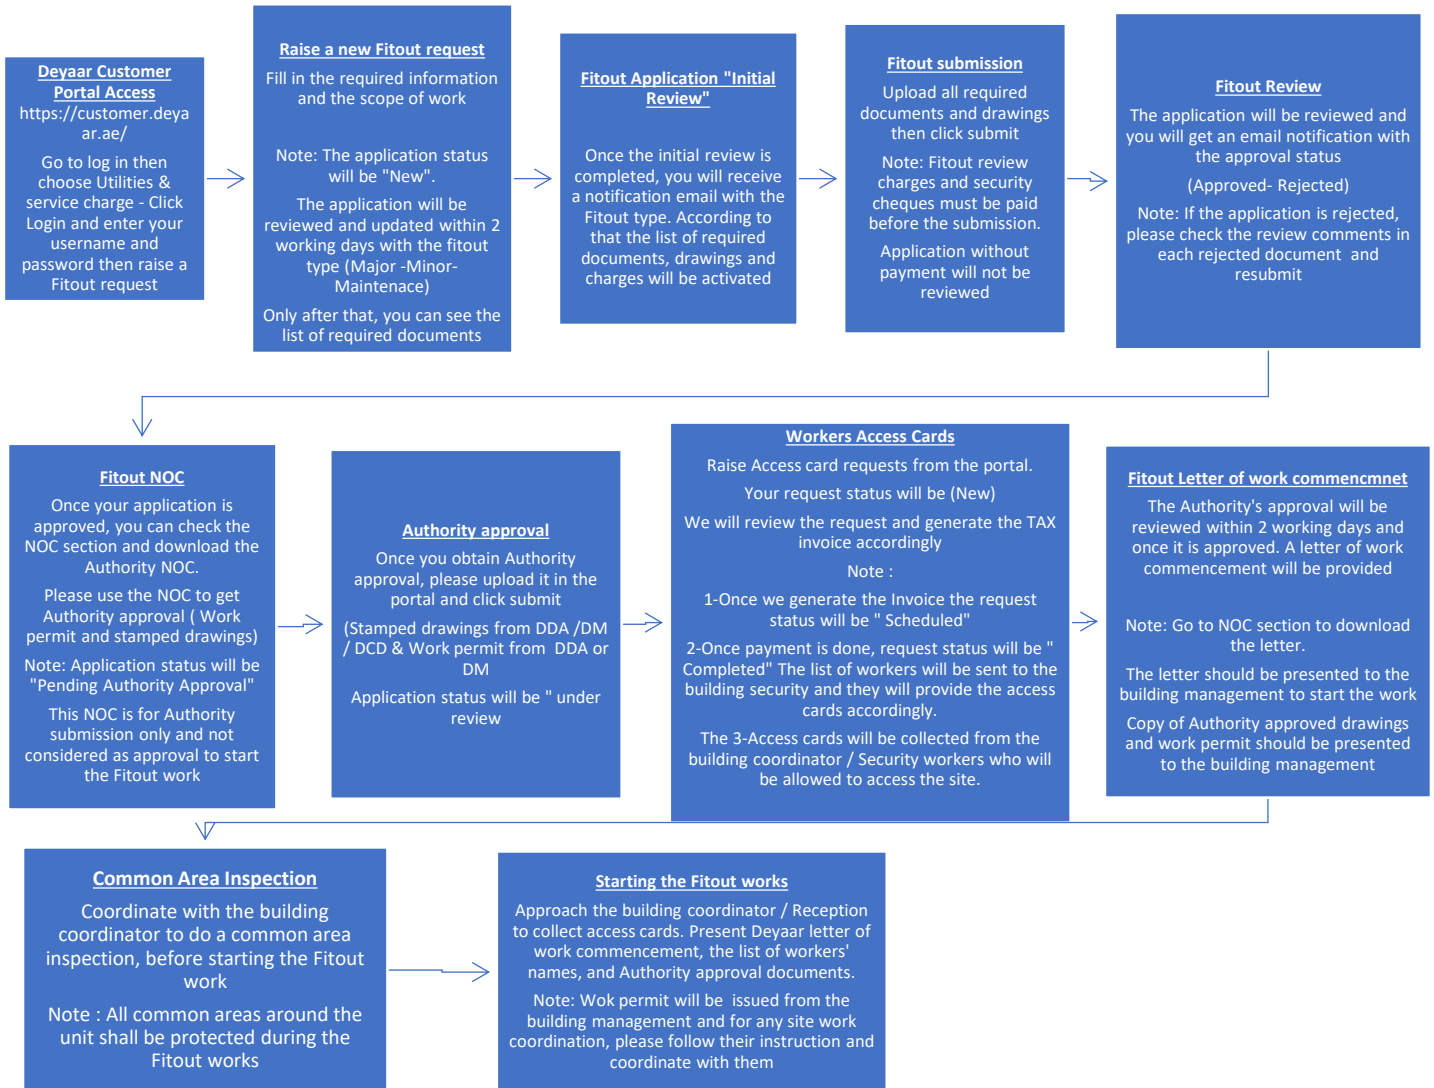 Deyaar Customer
Portal Access
https://customer.deya
ar.ae/
Go to log in then
choose Utilities &
service charge - Click
Login and enter your
username and
password then raise a
Fitout request
Raise a new Fitout request
Fill in the required information
and the scope of work
Note: The application status
will be "New".
The application will be
reviewed and updated within 2
working days with the fitout
type (Major -Minor-
Maintenace)
Only after that, you can see the
list of required documents
Fitout Application "Initial
Review"
Once the initial review is
completed, you will receive
a notification email with the
Fitout type. According to
that the list of required
documents, drawings and
charges will be activated
Fitout submission
Upload all required
documents and drawings
then click submit
Note: Fitout review
charges and security
cheques must be paid
before the submission.
Application without
payment will not be
reviewed
Fitout Review
The application will be reviewed and
you will get an email notification with
the approval status
(Approved- Rejected)
Note: If the application is rejected,
please check the review comments in
each rejected document  and
resubmit
Fitout NOC
Once your application is
approved, you can check the
NOC section and download the
Authority NOC.
Please use the NOC to get
Authority approval ( Work
permit and stamped drawings)
Note: Application status will be
"Pending Authority Approval"
This NOC is for Authority
submission only and not
considered as approval to start
the Fitout work
Authority approval
Once you obtain Authority
approval, please upload it in the
portal and click submit
(Stamped drawings from DDA /DM
/ DCD & Work permit from  DDA or
DM
Application status will be " under
review
Workers Access Cards
Raise Access card requests from the portal.
Your request status will be (New)
We will review the request and generate the TAX
invoice accordingly
Note :
1-Once we generate the Invoice the request
status will be " Scheduled"
2-Once payment is done, request status will be "
Completed" The list of workers will be sent to the
building security and they will provide the access
cards accordingly.
The 3-Access cards will be collected from the
building coordinator / Security workers who will
be allowed to access the site.
Fitout Letter of work commencmnet
The Authority's approval will be
reviewed within 2 working days and
once it is approved. A letter of work
commencement will be provided
Note: Go to NOC section to download
the letter.
The letter should be presented to the
building management to start the work
Copy of Authority approved drawings
and work permit should be presented
to the building management
Common Area Inspection
Coordinate with the building
coordinator to do a common area
inspection, before starting the Fitout
work
Note : All common areas around the
unit shall be protected during the
Fitout works
Starting the Fitout works
Approach the building coordinator / Reception
to collect access cards. Present Deyaar letter of
work commencement, the list of workers'
names, and Authority approval documents.
Note: Wok permit will be  issued from the
building management and for any site work
coordination, please follow their instruction and
coordinate with them